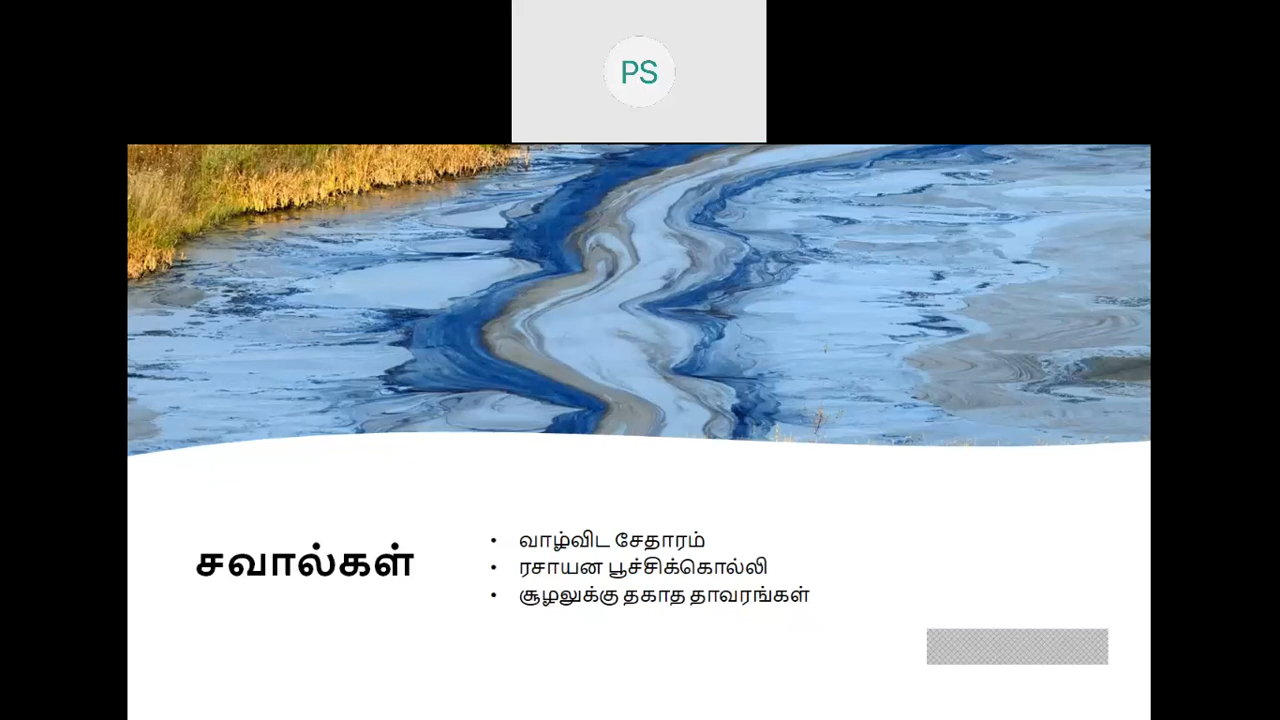 PS
சவால்கள்
• வாழ்விட சேதாரம்
• ரசாயன பூச்சிக்கொல்லி
• சூழலுக்கு தகாத தாவரங்கள்